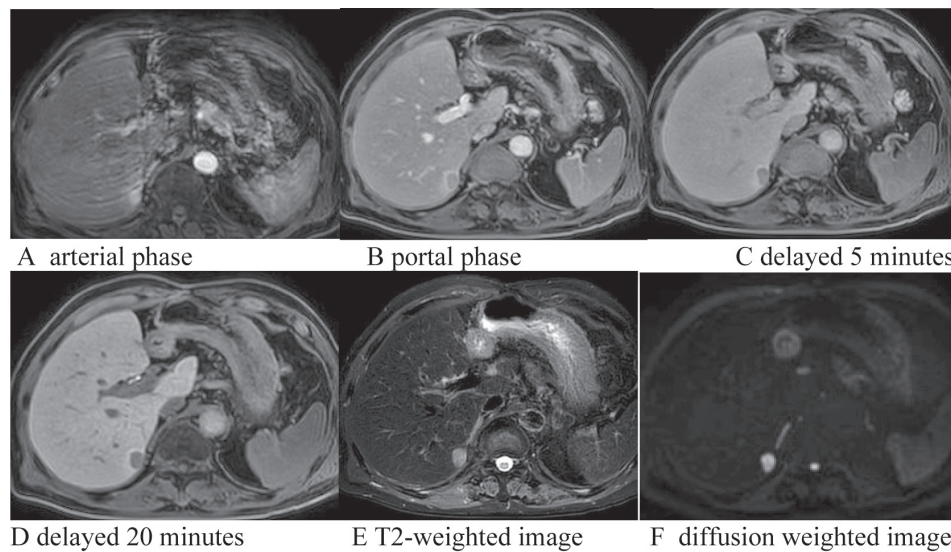 A arterial phase
B portal phase
C delayed 5 minutes
D delayed 20 minutes
E T2-weighted image
F diffusion weighted image